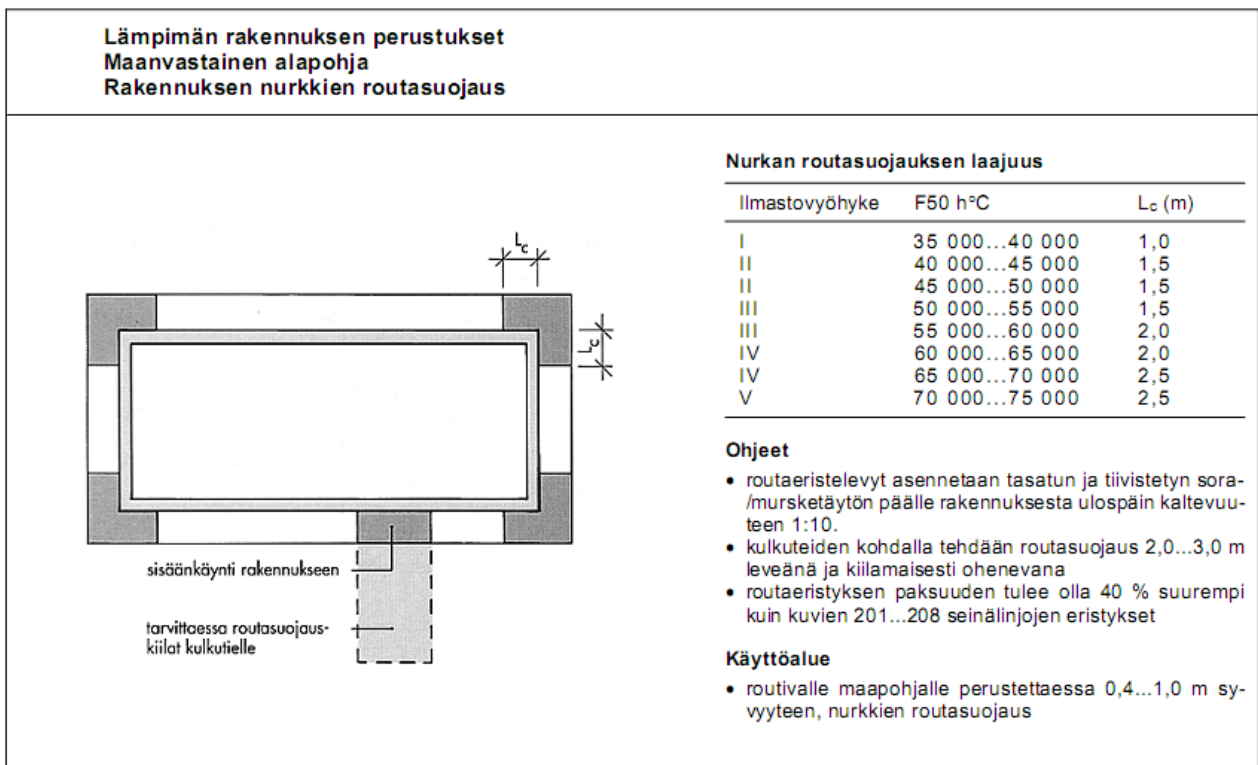 Lämpimän rakennuksen perustukset
Maanvastainen alapohja
Rakennuksen nurkkien routasuojaus
Lc
Lc
sisäänkäynti rakennukseen
tarvittaessa routasuojaus-
kiilat kulkutielle
Nurkan routasuojauksen laajuus
Ilmastovyöhyke F50 h°C Lc (m)
I 35 000...40 000 1,0
II 40 000...45 000 1,5
II 45 000...50 000 1,5
III 50 000...55 000 1,5
III 55 000...60 000 2,0
IV 60 000...65 000 2,0
IV 65 000...70 000 2,5
V 70 000...75 000 2,5
Ohjeet
• routaeristelevyt asennetaan tasatun ja tiivistetyn sora-
/mursketäytön päälle rakennuksesta ulospäin kaltevuu-
teen 1:10.
• kulkuteiden kohdalla tehdään routasuojaus 2,0...3,0 m
leveänä ja kiilamaisesti ohenevana
• routaeristyksen paksuuden tulee olla 40 % suurempi
kuin kuvien 201...208 seinälinjojen eristykset
Käyttöalue
• routivalle maapohjalle perustettaessa 0,4...1,0 m sy-
vyyteen, nurkkien routasuojaus